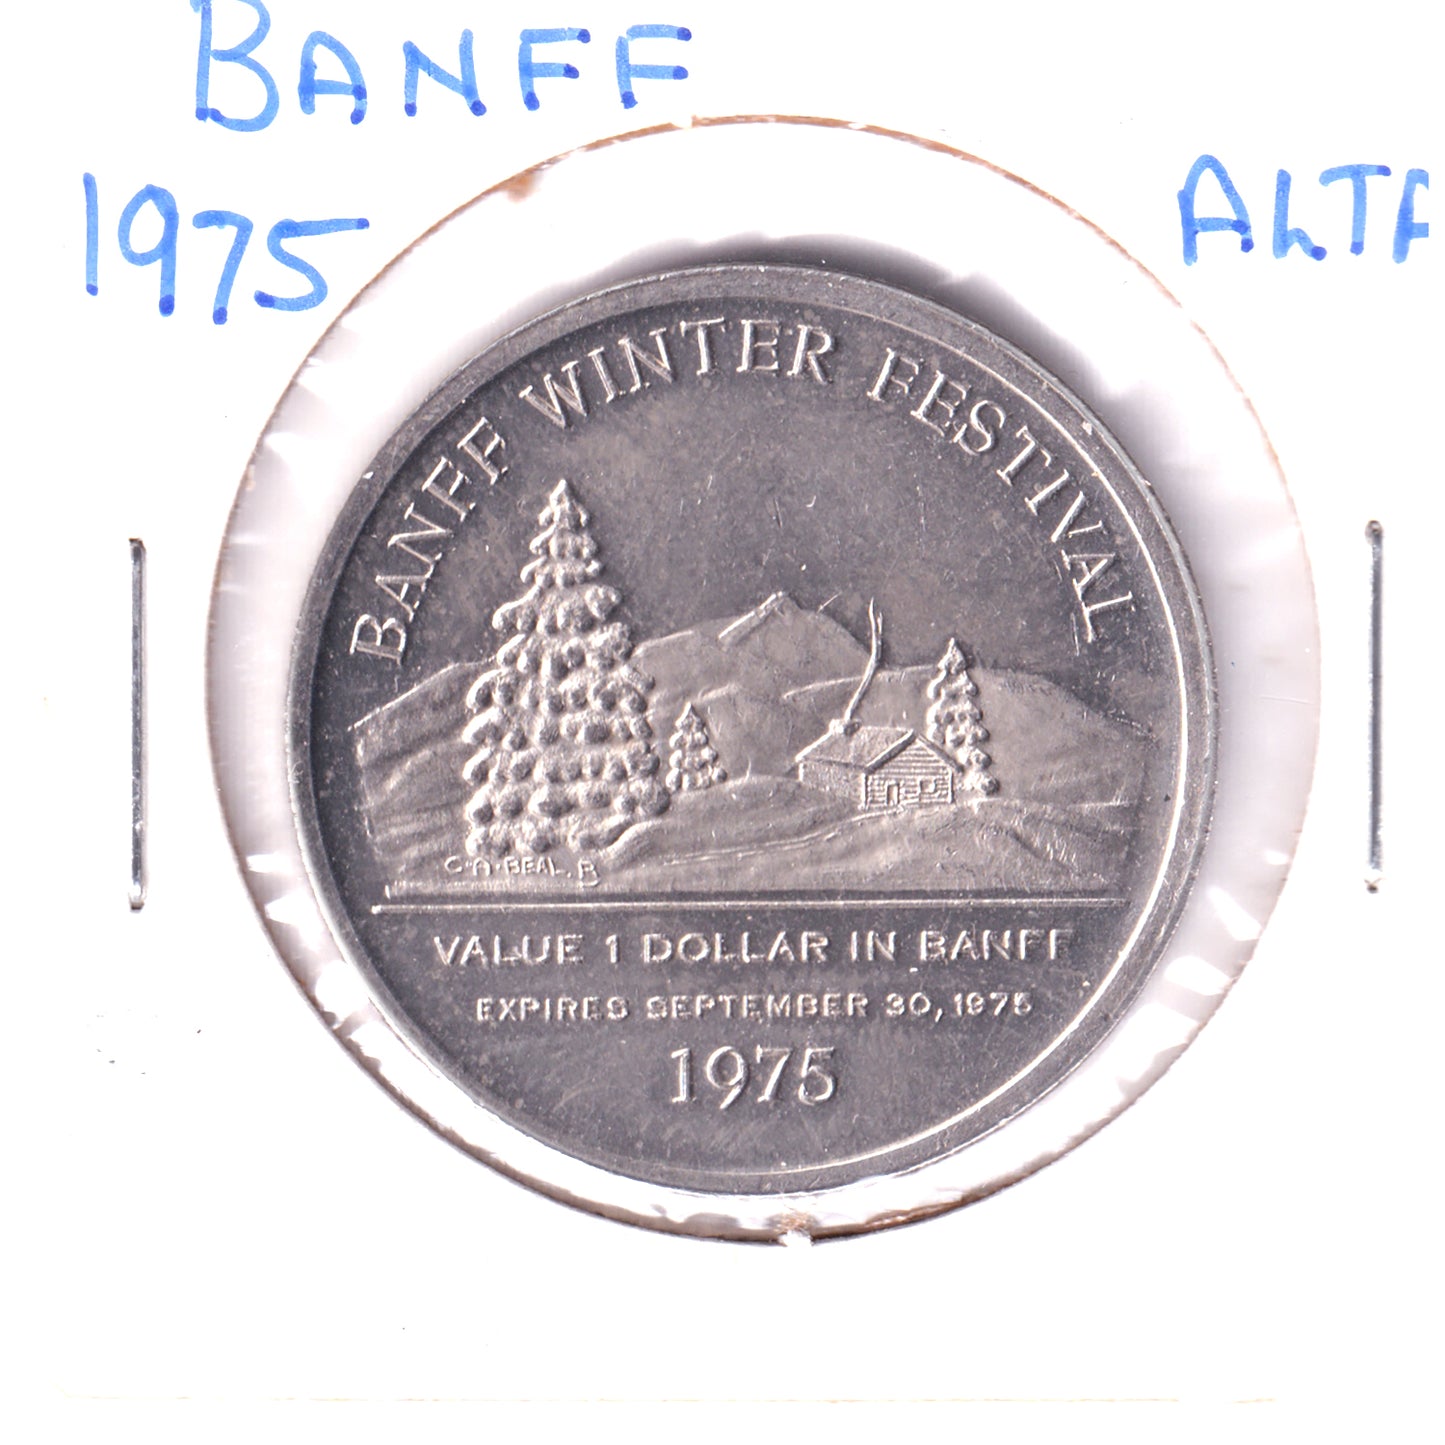 BANFF
1975
ALTA
BANFF WINTER FESTIVAL
C·A·BEAL. B
VALUE 1 DOLLAR IN BANFF
EXPIRES SEPTEMBER 30, 1975
1975